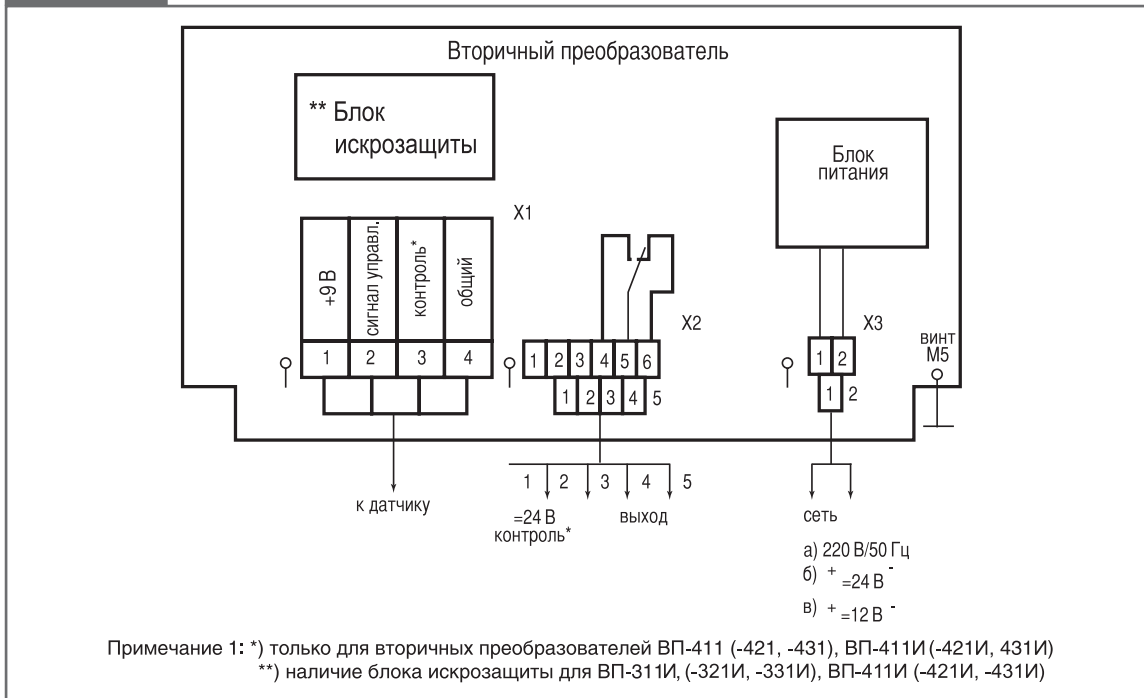 Вторичный преобразователь
** Блок
искрозащиты
Блок
питания
X1
+9 В
сигнал управл.
контроль*
общий
X2
X3
винт
М5
1 2 3 4
1 2 3 4 5 6
1 2
1 2 3 4 5
1 2
1 2 3 4 5
к датчику
=24 В
контроль*
выход
сеть
а) 220 В/50 Гц
б) + =24 В -
в) + =12 В -
Примечание 1: *) только для вторичных преобразователей ВП-411 (-421, -431), ВП-411И (-421И, 431И)
**) наличие блока искрозащиты для ВП-311И, (-321И, -331И), ВП-411И (-421И, -431И)